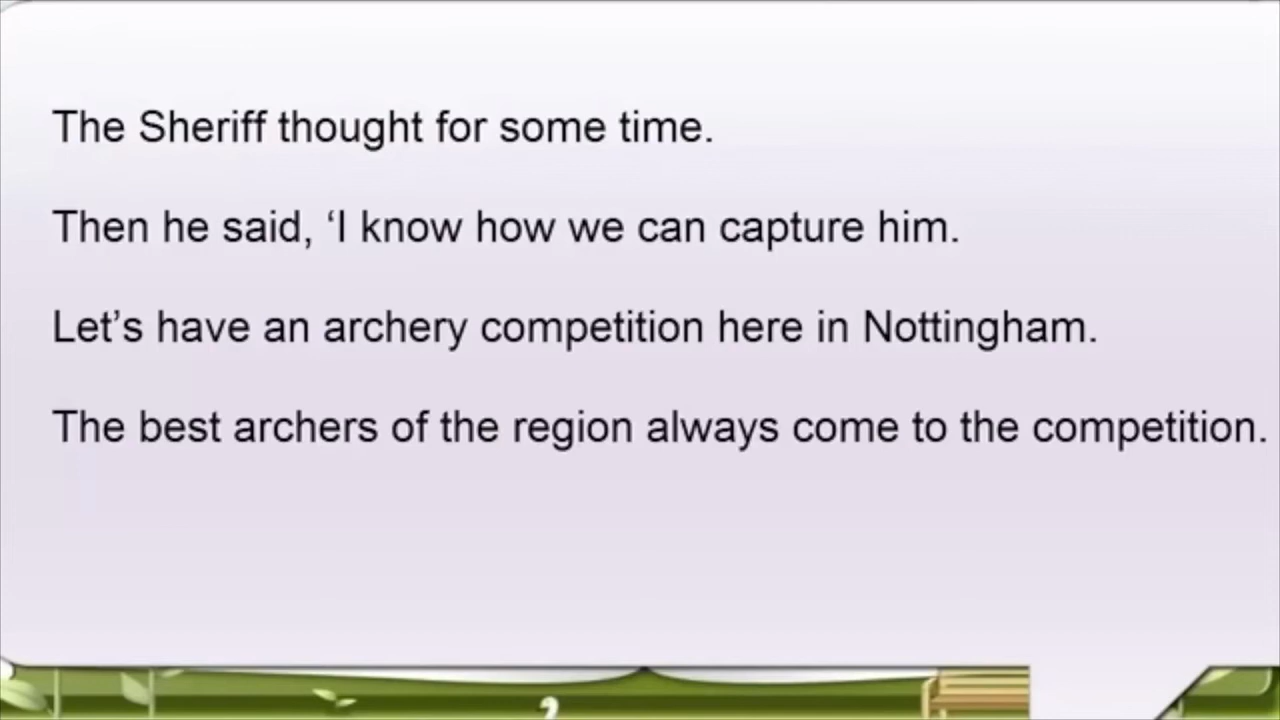 The Sheriff thought for some time.
Then he said, ‘I know how we can capture him.
Let’s have an archery competition here in Nottingham.
The best archers of the region always come to the competition.